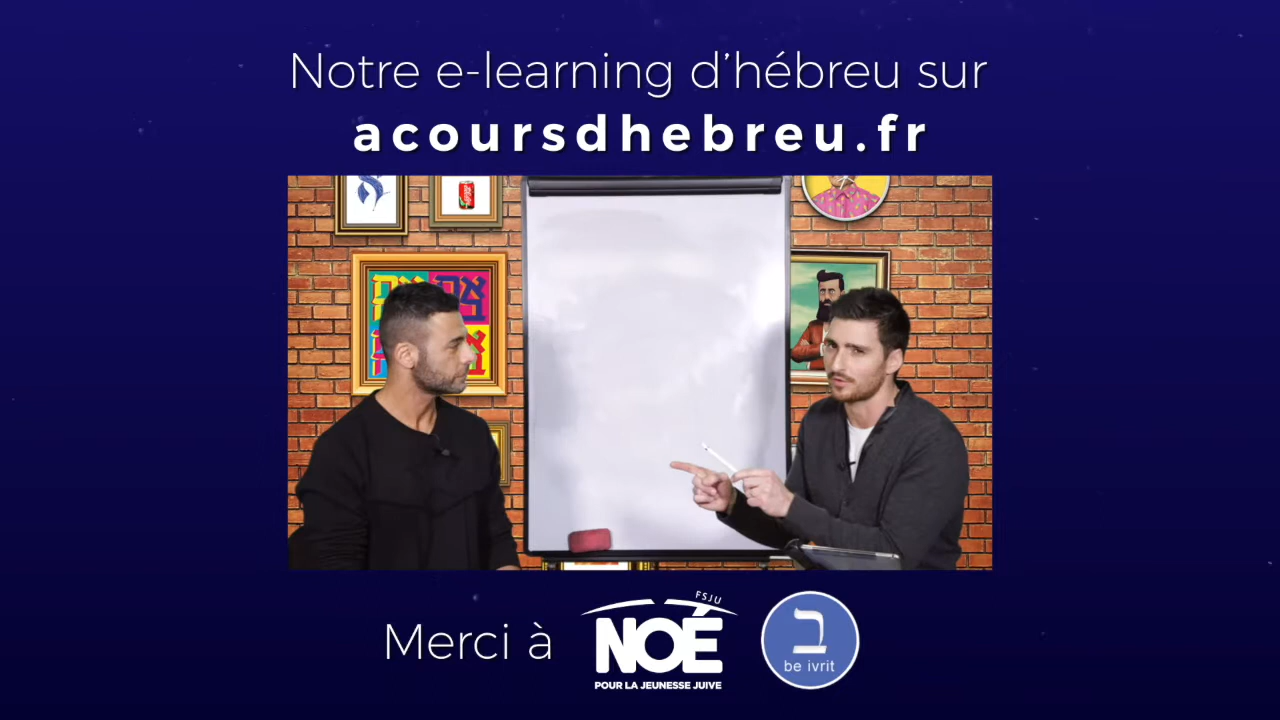 Notre e-learning d’hébreu sur
acoursdhebreu.fr
Merci à
FSJU
NOÉ
POUR LA JEUNESSE JUIVE
ב
be ivrit